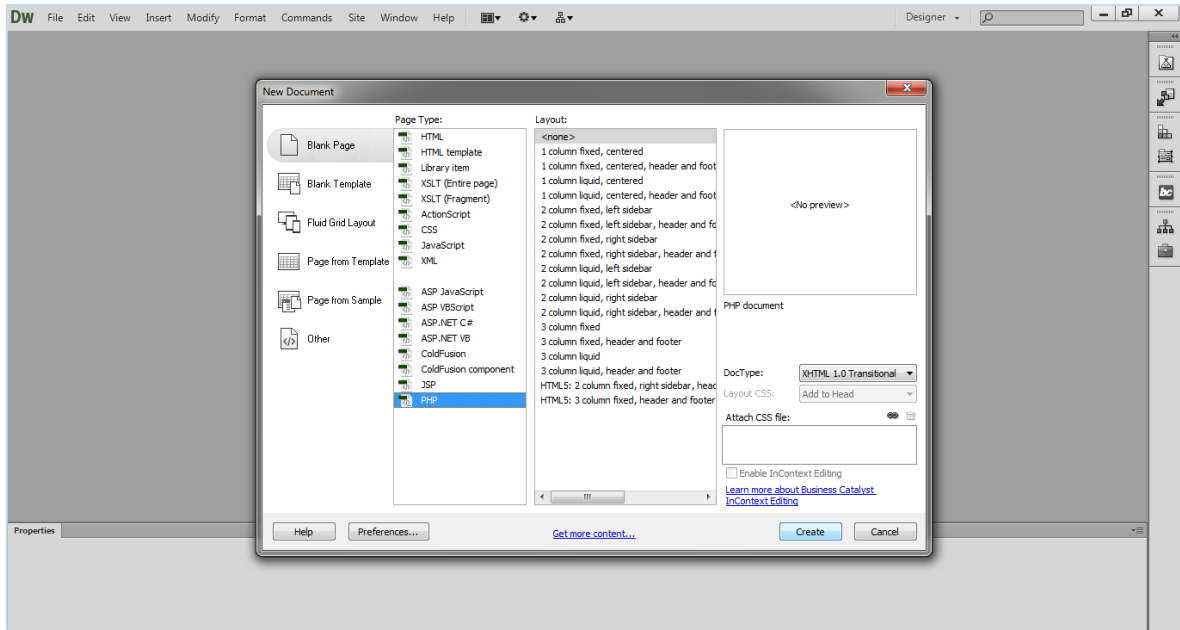 DW File Edit View Insert Modify Format Commands Site Window Help Designer
New Document
Page Type: Layout:
Blank Page
Blank Template
Fluid Grid Layout
Page from Template
Page from Sample
Other
HTML
HTML template
Library item
XSLT (Entire page)
XSLT (Fragment)
ActionScript
CSS
JavaScript
XML
ASP JavaScript
ASP VBScript
ASP.NET C#
ASP.NET VB
ColdFusion
ColdFusion component
JSP
PHP
<none>
1 column fixed, centered
1 column fixed, centered, header and foot
1 column liquid, centered
1 column liquid, centered, header and foot
2 column fixed, left sidebar
2 column fixed, left sidebar, header and fo
2 column fixed, right sidebar
2 column fixed, right sidebar, header and f
2 column liquid, left sidebar
2 column liquid, left sidebar, header and fo
2 column liquid, right sidebar
2 column liquid, right sidebar, header and f
3 column fixed
3 column fixed, header and footer
3 column liquid
3 column liquid, header and footer
HTML5: 2 column fixed, right sidebar, head
HTML5: 3 column fixed, header and footer
<No preview>
PHP document
DocType: XHTML 1.0 Transitional
Layout CSS: Add to Head
Attach CSS file:
Enable InContext Editing
Learn more about Business Catalyst
InContext Editing
Help Preferences... Get more content... Create Cancel
bc
Properties